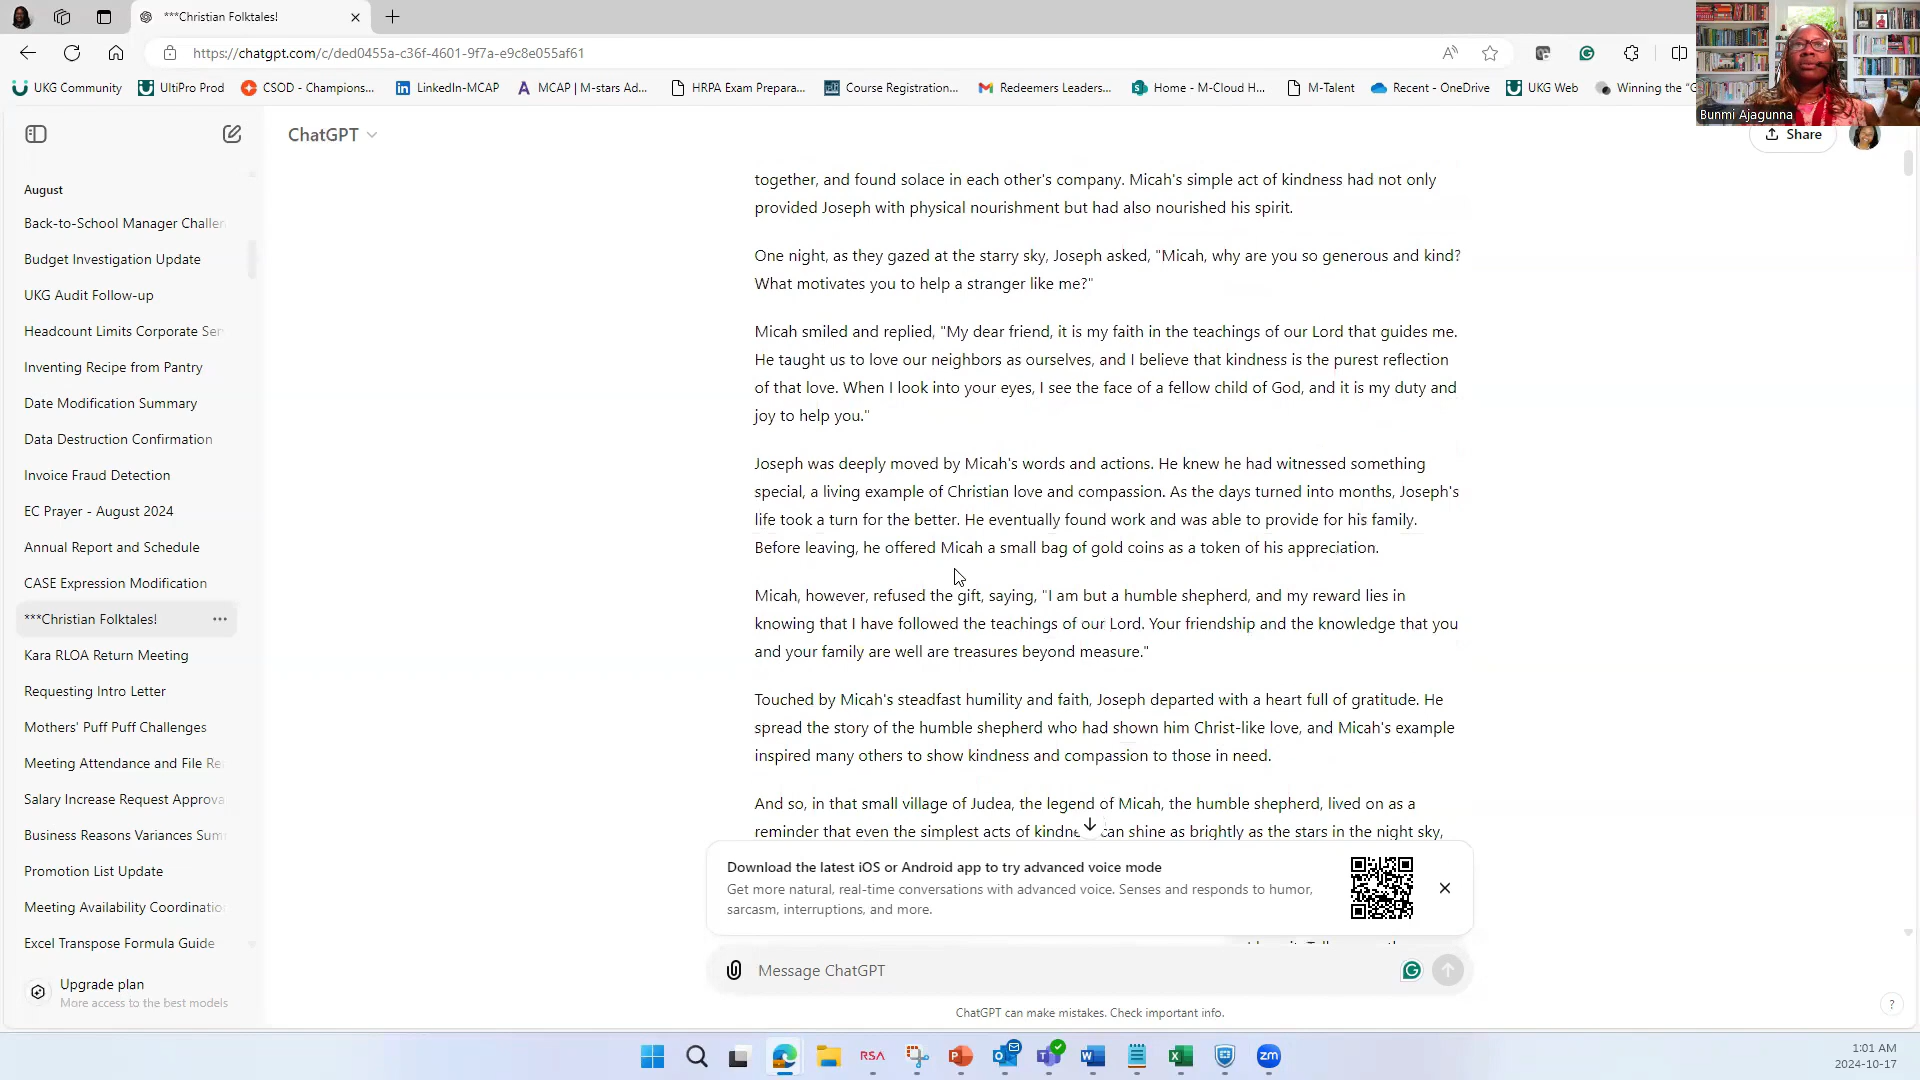 ***Christian Folktales!
https://chatgpt.com/c/ded0455a-c36f-4601-9f7a-e9c8e055af61
UKG Community
UltiPro Prod
CSOD - Champions...
LinkedIn-MCAP
MCAP | M-stars Ad...
HRPA Exam Prepara...
Course Registration...
Redeemers Leaders...
Home - M-Cloud H...
M-Talent
Recent - OneDrive
UKG Web
Winning the "G
Bunmi Ajagunna
ChatGPT
Share
August
Back-to-School Manager Challen
Budget Investigation Update
UKG Audit Follow-up
Headcount Limits Corporate Ser
Inventing Recipe from Pantry
Date Modification Summary
Data Destruction Confirmation
Invoice Fraud Detection
EC Prayer - August 2024
Annual Report and Schedule
CASE Expression Modification
***Christian Folktales!
Kara RLOA Return Meeting
Requesting Intro Letter
Mothers' Puff Puff Challenges
Meeting Attendance and File Re
Salary Increase Request Approva
Business Reasons Variances Sum
Promotion List Update
Meeting Availability Coordinatio
Excel Transpose Formula Guide
Upgrade plan
More access to the best models
together, and found solace in each other's company. Micah's simple act of kindness had not only
provided Joseph with physical nourishment but had also nourished his spirit.
One night, as they gazed at the starry sky, Joseph asked, "Micah, why are you so generous and kind?
What motivates you to help a stranger like me?"
Micah smiled and replied, "My dear friend, it is my faith in the teachings of our Lord that guides me.
He taught us to love our neighbors as ourselves, and I believe that kindness is the purest reflection
of that love. When I look into your eyes, I see the face of a fellow child of God, and it is my duty and
joy to help you."
Joseph was deeply moved by Micah's words and actions. He knew he had witnessed something
special, a living example of Christian love and compassion. As the days turned into months, Joseph's
life took a turn for the better. He eventually found work and was able to provide for his family.
Before leaving, he offered Micah a small bag of gold coins as a token of his appreciation.
Micah, however, refused the gift, saying, "I am but a humble shepherd, and my reward lies in
knowing that I have followed the teachings of our Lord. Your friendship and the knowledge that you
and your family are well are treasures beyond measure."
Touched by Micah's steadfast humility and faith, Joseph departed with a heart full of gratitude. He
spread the story of the humble shepherd who had shown him Christ-like love, and Micah's example
inspired many others to show kindness and compassion to those in need.
And so, in that small village of Judea, the legend of Micah, the humble shepherd, lived on as a
reminder that even the simplest acts of kindne can shine as brightly as the stars in the night sky,
Download the latest iOS or Android app to try advanced voice mode
Get more natural, real-time conversations with advanced voice. Senses and responds to humor,
sarcasm, interruptions, and more.
Message ChatGPT
ChatGPT can make mistakes. Check important info.
?
RSA
zm
1:01 AM
2024-10-17